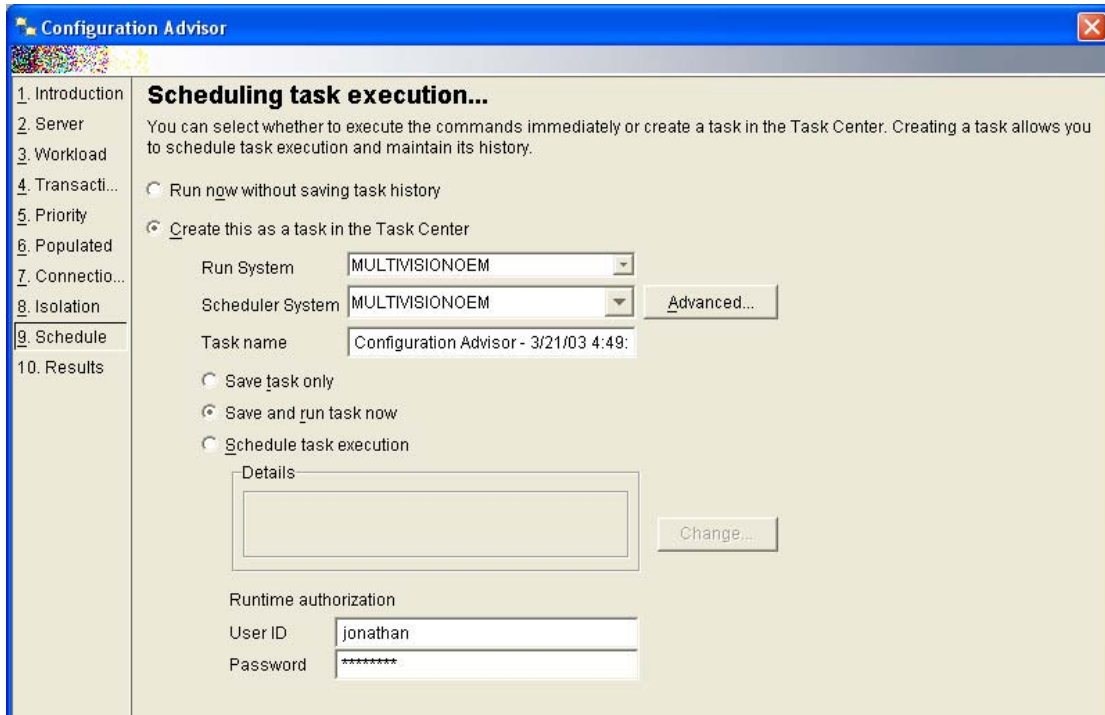 Configuration Advisor
1. Introduction
2. Server
3. Workload
4. Transacti...
5. Priority
6. Populated
7. Connectio...
8. Isolation
9. Schedule
10. Results
Scheduling task execution...
You can select whether to execute the commands immediately or create a task in the Task Center. Creating a task allows you
to schedule task execution and maintain its history.
Run now without saving task history
Create this as a task in the Task Center
Run System MULTIVISIONOEM
Scheduler System MULTIVISIONOEM Advanced...
Task name Configuration Advisor - 3/21/03 4:49:
Save task only
Save and run task now
Schedule task execution
Details
Change...
Runtime authorization
User ID jonathan
Password ********